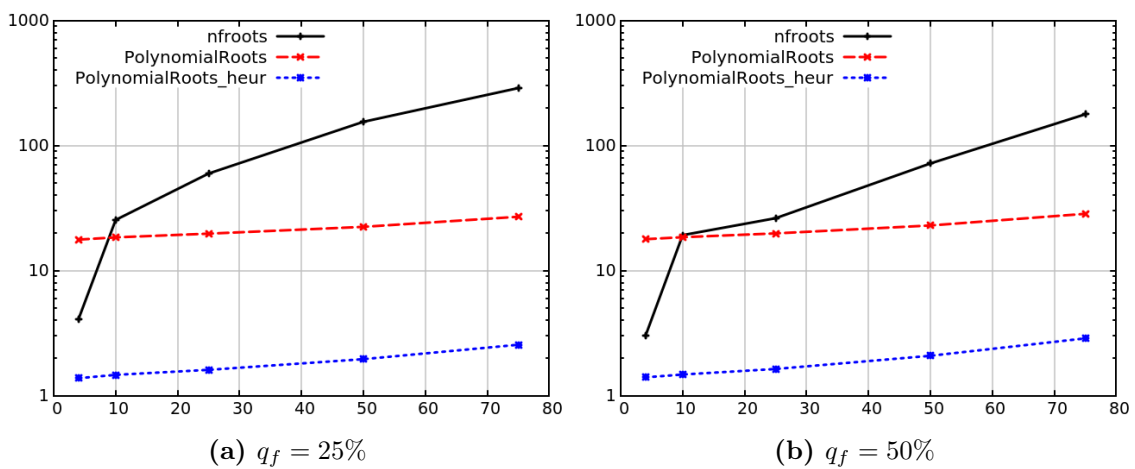 1000
100
10
1
nfroots
PolynomialRoots
PolynomialRoots_heur
0 10 20 30 40 50 60 70 80
(a) q_f = 25%
1000
100
10
1
nfroots
PolynomialRoots
PolynomialRoots_heur
0 10 20 30 40 50 60 70 80
(b) q_f = 50%